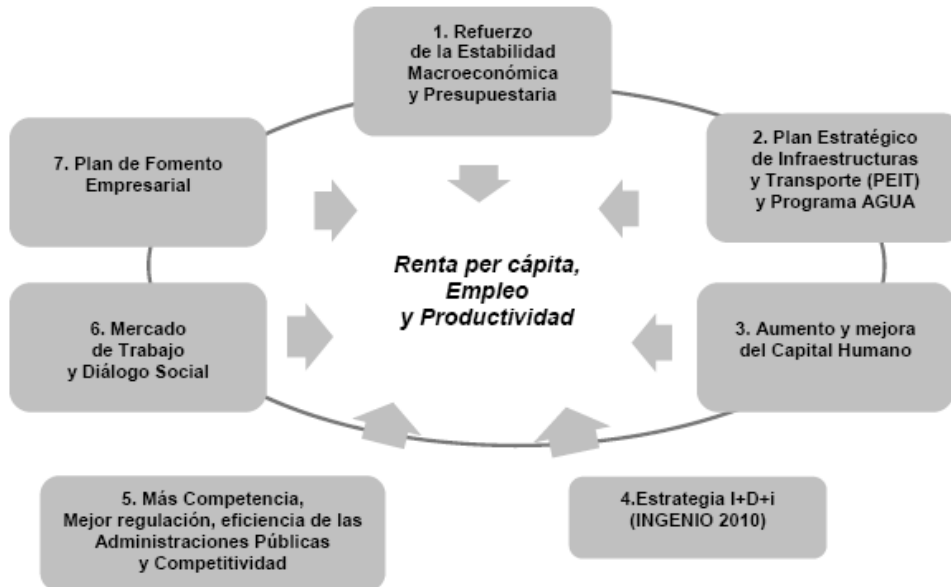 1. Refuerzo
de la Estabilidad
Macroeconómica
y Presupuestaria
2. Plan Estratégico
de Infraestructuras
y Transporte (PEIT)
y Programa AGUA
3. Aumento y mejora
del Capital Humano
4.Estrategia I+D+i
(INGENIO 2010)
5. Más Competencia,
Mejor regulación, eficiencia de las
Administraciones Públicas
y Competitividad
6. Mercado
de Trabajo
y Diálogo Social
7. Plan de Fomento
Empresarial
Renta per cápita,
Empleo
y Productividad